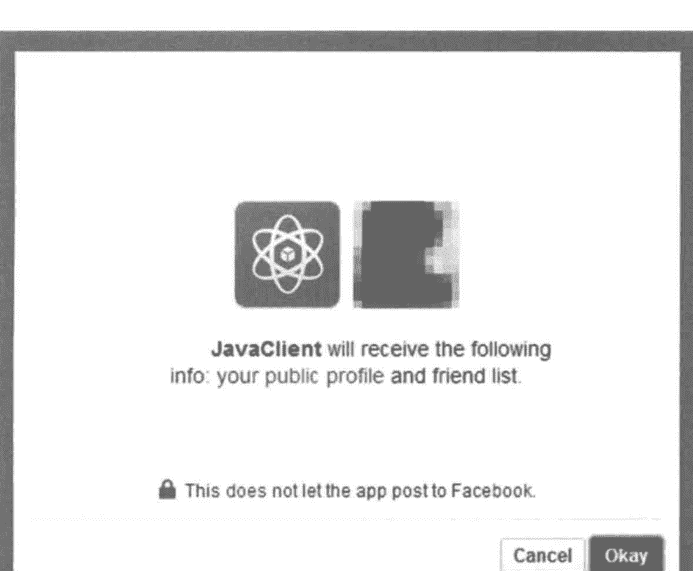 JavaClient will receive the following
info: your public profile and friend list.
This does not let the app post to Facebook.
Cancel Okay